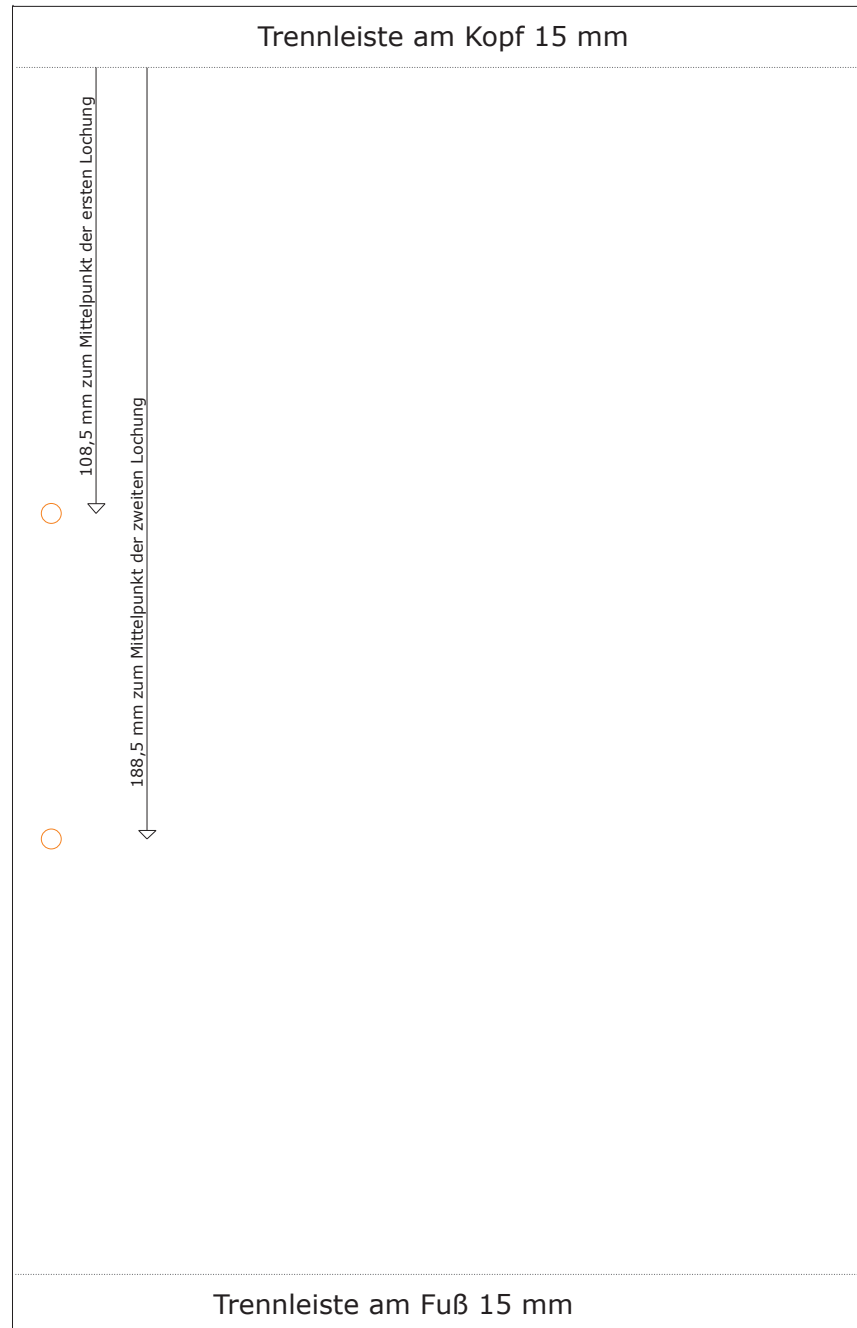 Trennleiste am Kopf 15 mm
108,5 mm zum Mittelpunkt der ersten Lochung
188,5 mm zum Mittelpunkt der zweiten Lochung
Trennleiste am Fuß 15 mm